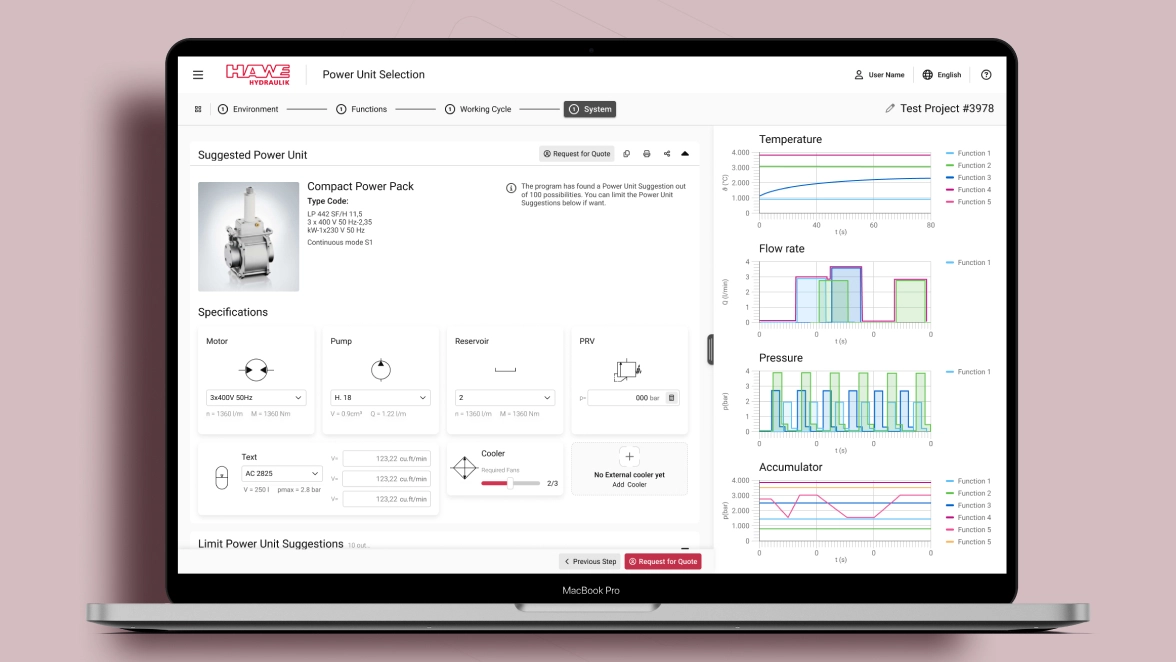 HAWE
HYDRAULIK
Power Unit Selection
User Name
English
?
1 Environment
1 Functions
1 Working Cycle
1 System
Test Project #3978
Suggested Power Unit
Request for Quote
Compact Power Pack
Type Code:
LP 442 SF/H 11,5
3 x 400 V 50 Hz-2,35
kW-1x230 V 50 Hz
Continuous mode S1
The program has found a Power Unit Suggestion out
of 100 possibilities. You can limit the Power Unit
Suggestions below if want.
Specifications
Motor
3x400V 50Hz
n = 1360 l/m M = 1360 Nm
Pump
H. 18
V = 0.9cm³ Q = 1.22 l/m
Reservoir
2
n = 1360 l/m M = 1360 Nm
PRV
p=
000 bar
Text
AC 2825
V = 250 l pmax = 2.8 bar
V= 123,22 cu.ft/min
V= 123,22 cu.ft/min
V= 123,22 cu.ft/min
Cooler
Required Fans
2/3
No External cooler yet
Add Cooler
Limit Power Unit Suggestions 10 out...
Previous Step
Request for Quote
Temperature
4.000
3.000
2.000
1.000
0
ϑ (°C)
0 40 60 80
t (s)
Function 1
Function 2
Function 3
Function 4
Function 5
Flow rate
4
3
2
1
0
Q (l/min)
0 0 0 0
t (s)
Function 1
Pressure
4
3
2
1
0
p(bar)
0 0 0 0
t (s)
Function 1
Accumulator
4.000
3.000
2.000
1.000
0
p(bar)
0 0 0 0
t (s)
Function 1
Function 2
Function 3
Function 4
Function 5
Function 5
MacBook Pro